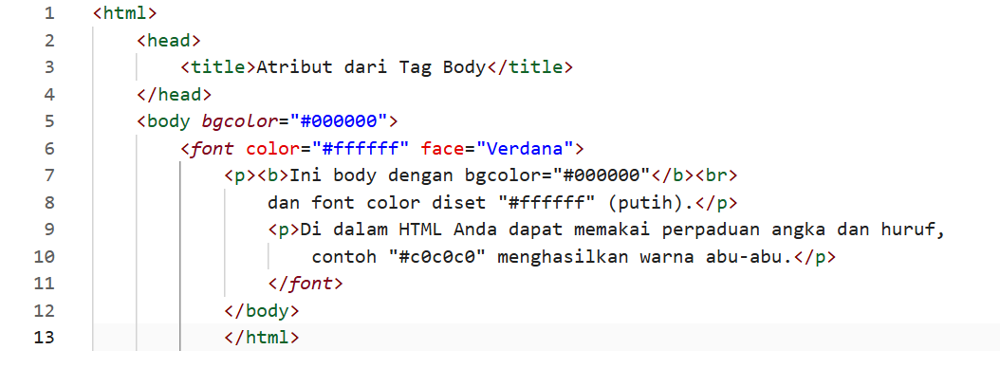 1 <html>
2 <head>
3 <title>Atribut dari Tag Body</title>
4 </head>
5 <body bgcolor="#000000">
6 <font color="#ffffff" face="Verdana">
7 <p><b>Ini body dengan bgcolor="#000000"</b><br>
8 dan font color diset "#ffffff" (putih).</p>
9 <p>Di dalam HTML Anda dapat memakai perpaduan angka dan huruf,
10 contoh "#c0c0c0" menghasilkan warna abu-abu.</p>
11 </font>
12 </body>
13 </html>